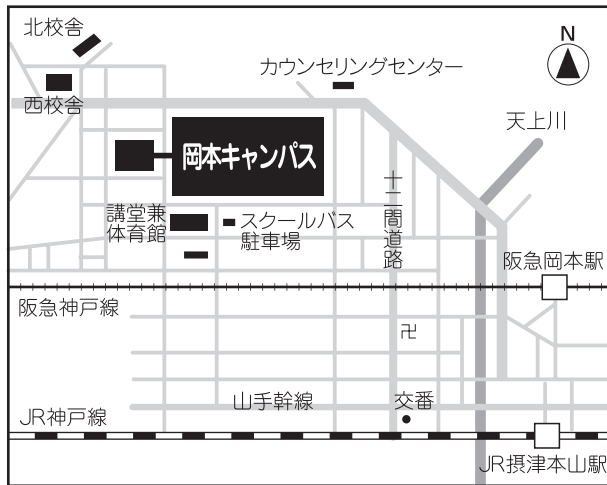 北校舎
N
カウンセリングセンター
西校舎
天上川
岡本キャンパス
十二間道路
講堂兼
体育館
スクールバス
駐車場
阪急岡本駅
阪急神戸線
卍
山手幹線
交番
JR神戸線
JR摂津本山駅